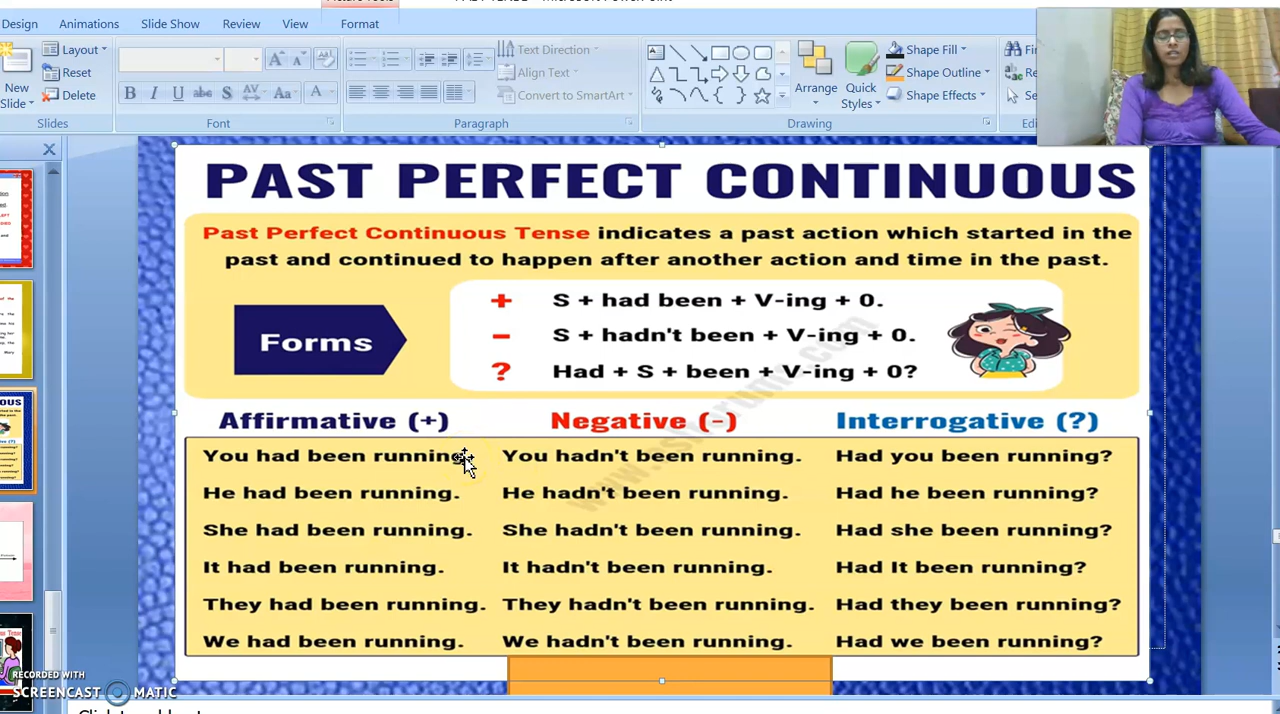 Design Animations Slide Show Review View Format
Layout
Reset
New
Slide
Delete
Slides
B I U abc S AV Aa A
Font
Text Direction
Align Text
Convert to SmartArt
Paragraph
Arrange
Quick
Styles
Shape Fill
Shape Outline
Shape Effects
Drawing
PAST PERFECT CONTINUOUS
Past Perfect Continuous Tense indicates a past action which started in the
past and continued to happen after another action and time in the past.
Forms
+ S + had been + V-ing + 0.
- S + hadn't been + V-ing + 0.
? Had + S + been + V-ing + 0?
Affirmative (+) Negative (-) Interrogative (?)
You had been running You hadn't been running. Had you been running?
He had been running. He hadn't been running. Had he been running?
She had been running. She hadn't been running. Had she been running?
It had been running. It hadn't been running. Had It been running?
They had been running. They hadn't been running. Had they been running?
We had been running. We hadn't been running. Had we been running?
RECORDED WITH
SCREENCAST MATIC